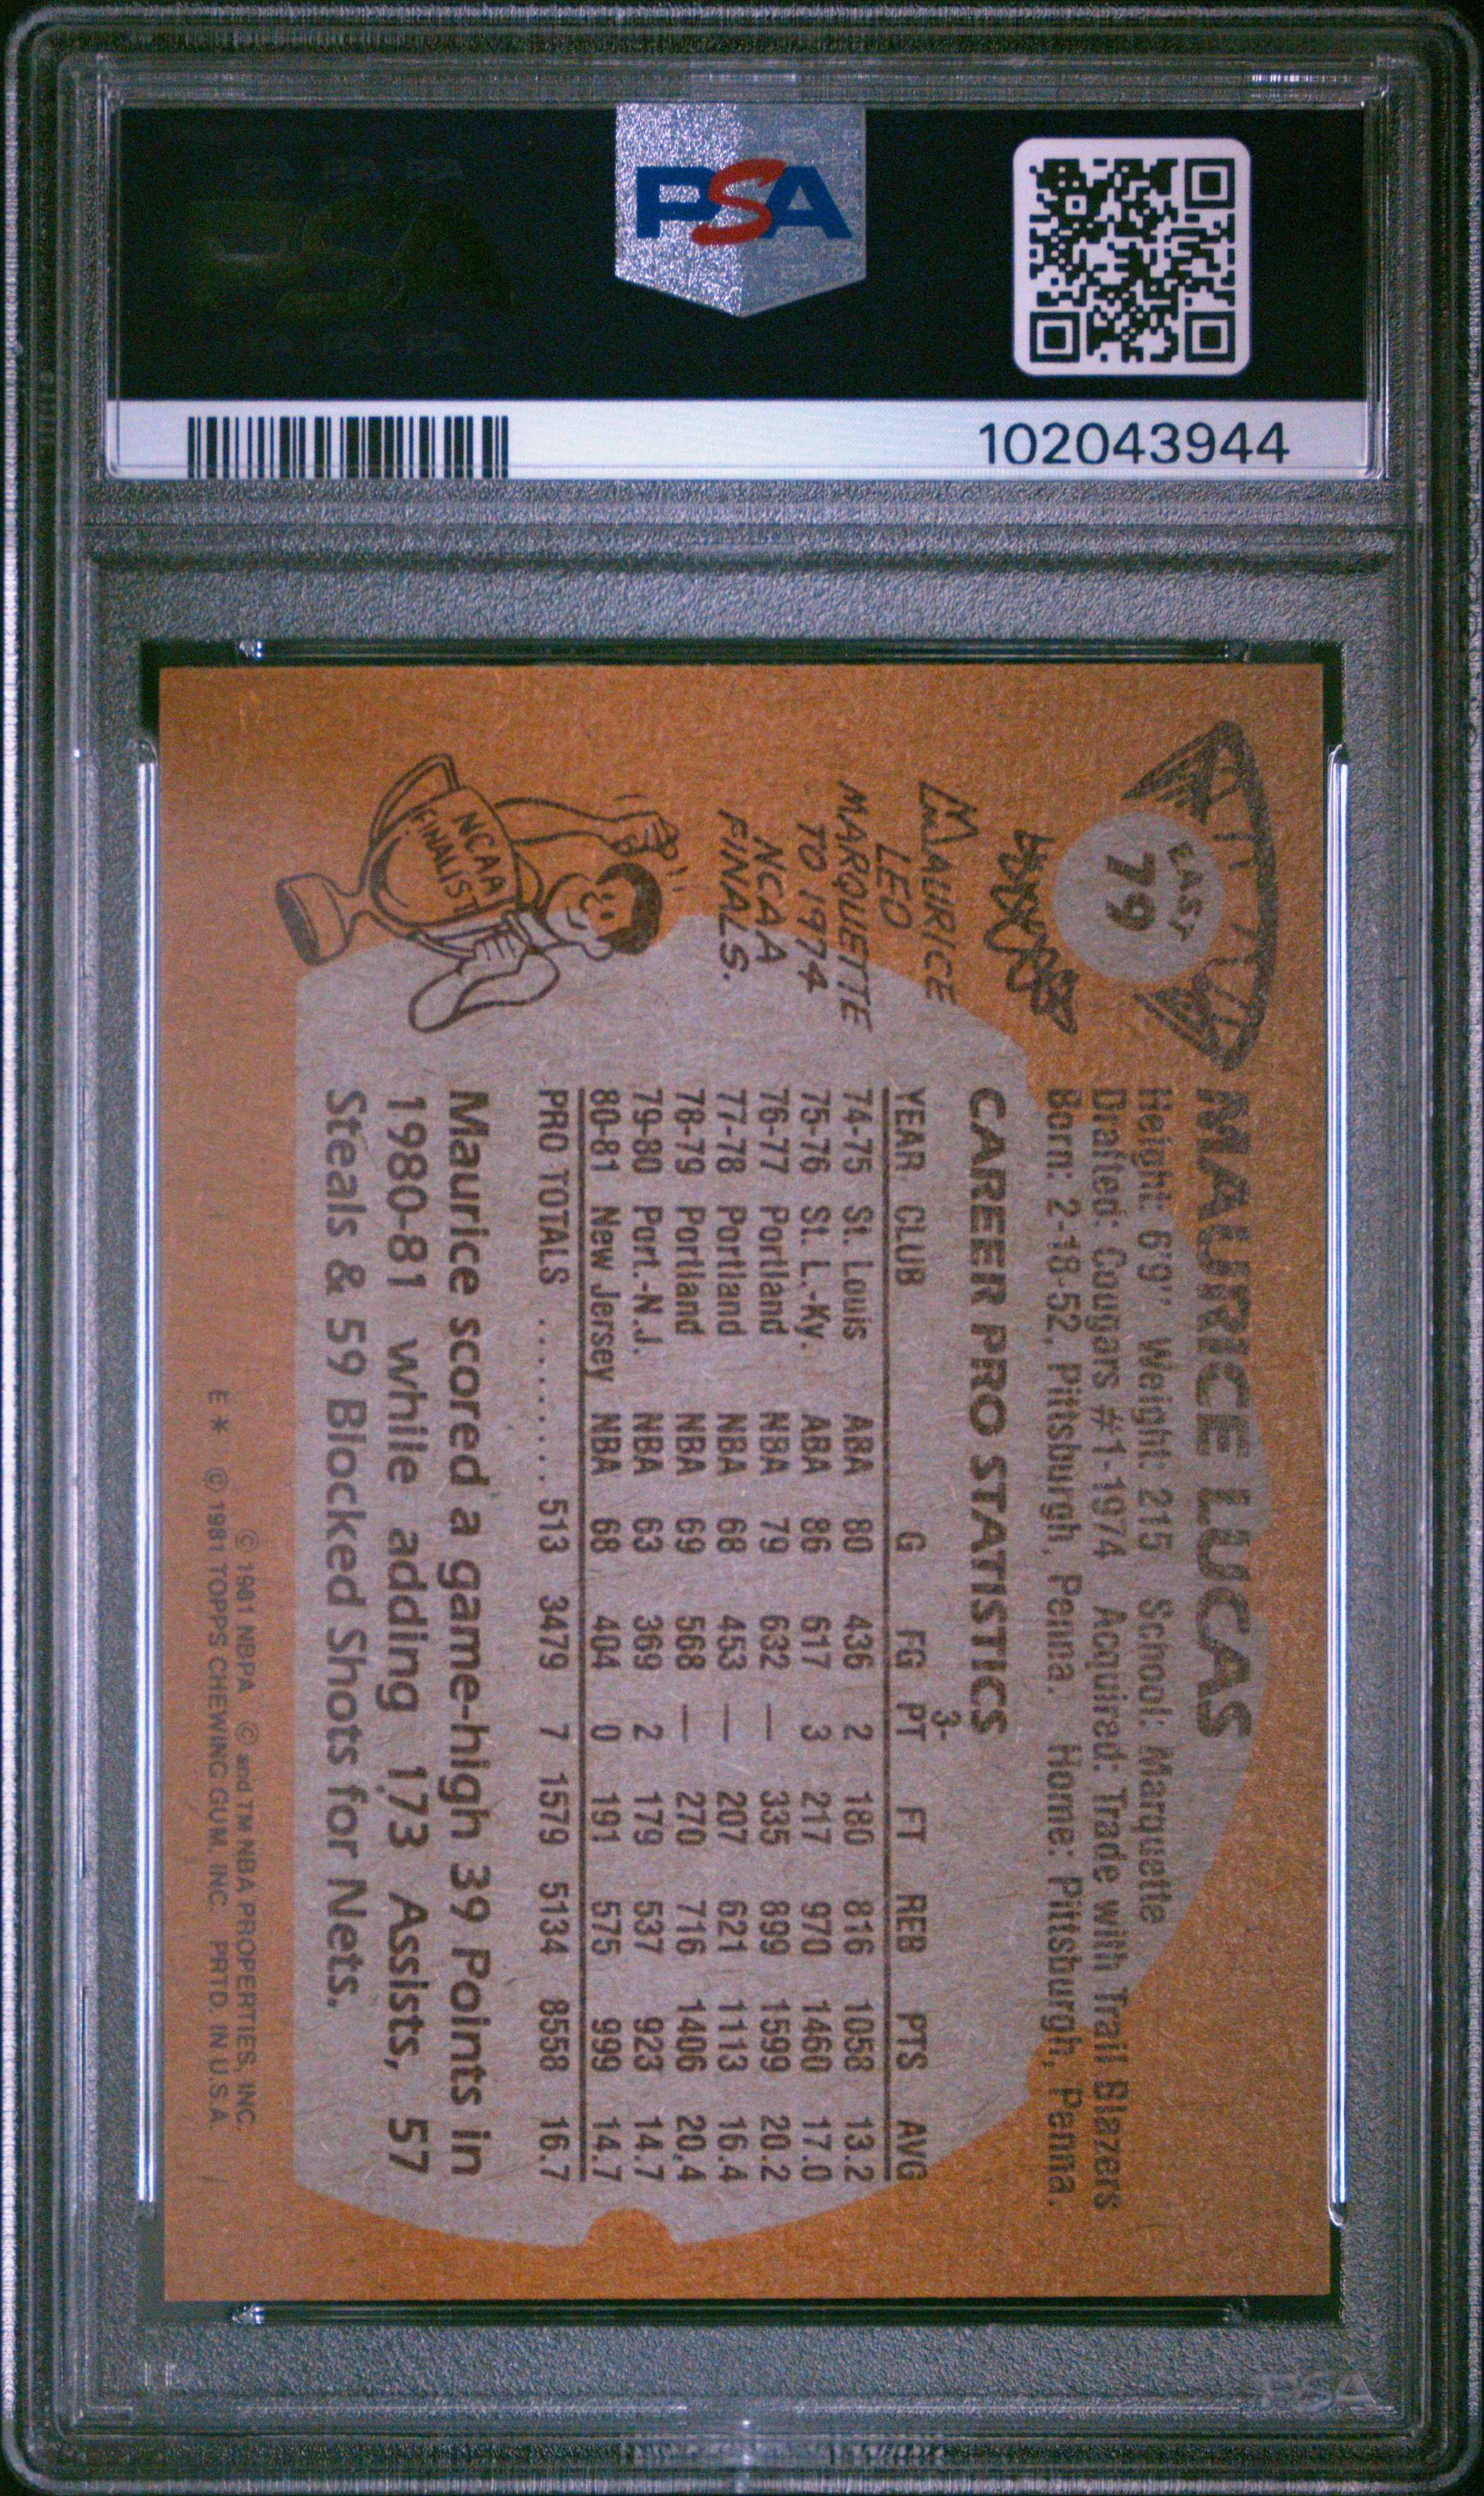 PSA
102043944
EAST
79
MAURICE LUCAS
Height: 6'9" Weight: 215 School: Marquette
Drafted: Cougars #1-1974 Acquired: Trade with Trail Blazers
Born: 2-18-52, Pittsburgh, Penna. Home: Pittsburgh, Penna.
MAURICE
LED
MARQUETTE
TO 1974
NCAA
FINALS.
NCAA
FINALIST
CAREER PRO STATISTICS
YEAR CLUB G FG 3-PT FT REB PTS AVG
74-75 St. Louis ABA 80 436 2 180 816 1058 13.2
75-76 St. L.-Ky. ABA 86 617 3 217 970 1460 17.0
76-77 Portland NBA 79 632 — 335 899 1599 20.2
77-78 Portland NBA 68 453 — 207 621 1113 16.4
78-79 Portland NBA 69 568 — 270 716 1406 20.4
79-80 Port.-N.J. NBA 63 369 2 179 537 923 14.7
80-81 New Jersey NBA 68 404 0 191 575 999 14.7
PRO TOTALS ......... 513 3479 7 1579 5134 8558 16.7
Maurice scored a game-high 39 Points in
1980-81 while adding 173 Assists, 57
Steals & 59 Blocked Shots for Nets.
© 1981 NBPA © and TM NBA PROPERTIES, INC.
E* © 1981 TOPPS CHEWING GUM, INC. PRTD. IN U.S.A.
PSA